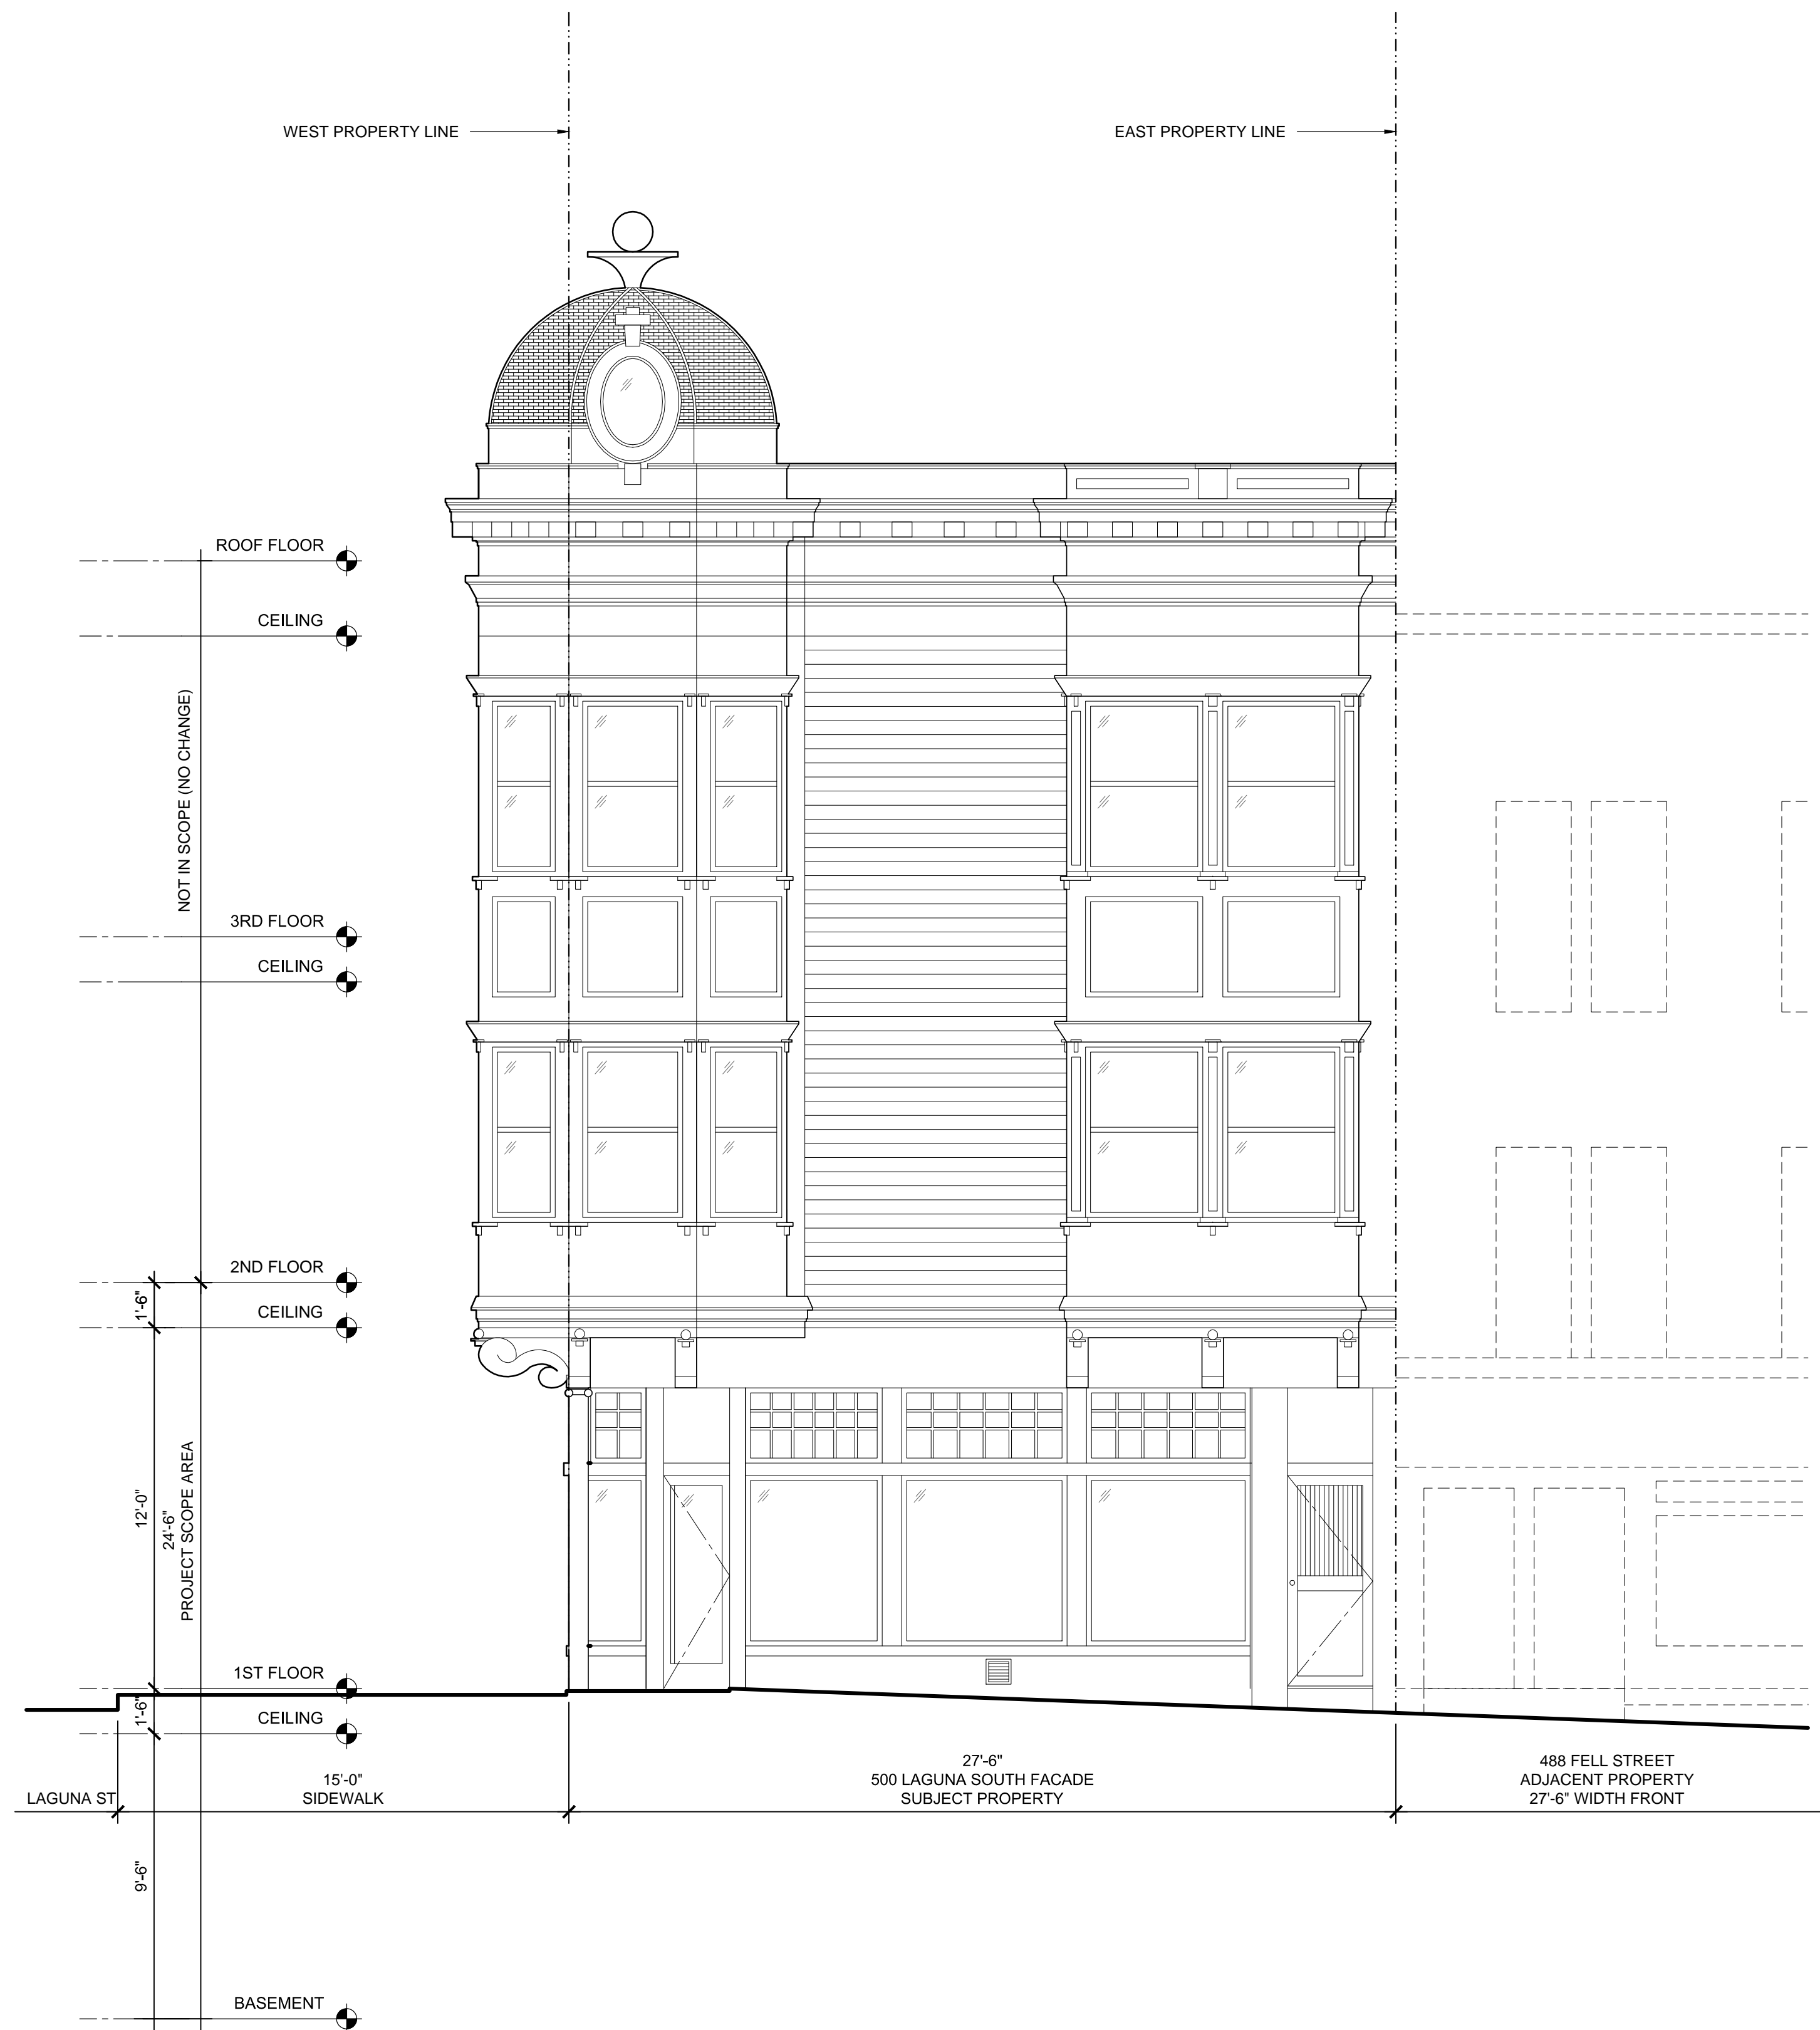 WEST PROPERTY LINE
EAST PROPERTY LINE
ROOF FLOOR
CEILING
NOT IN SCOPE (NO CHANGE)
3RD FLOOR
CEILING
2ND FLOOR
1'-6"
CEILING
12'-0"
24'-6"
PROJECT SCOPE AREA
1ST FLOOR
1'-6"
CEILING
LAGUNA ST
15'-0"
SIDEWALK
27'-6"
500 LAGUNA SOUTH FACADE
SUBJECT PROPERTY
488 FELL STREET
ADJACENT PROPERTY
27'-6" WIDTH FRONT
9'-6"
BASEMENT